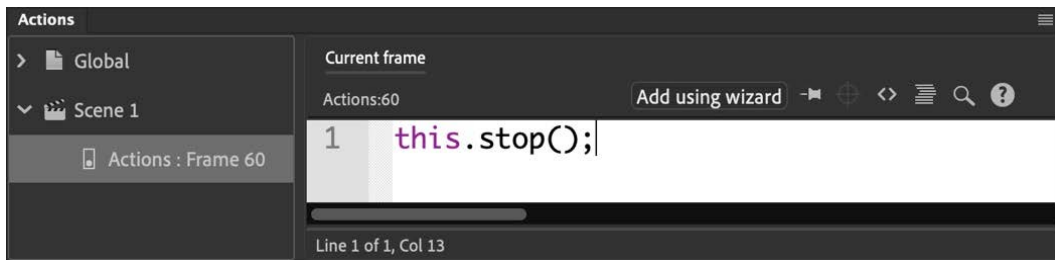 Actions
Global
Scene 1
Actions : Frame 60
Current frame
Actions:60
Add using wizard
1 this.stop();
Line 1 of 1, Col 13